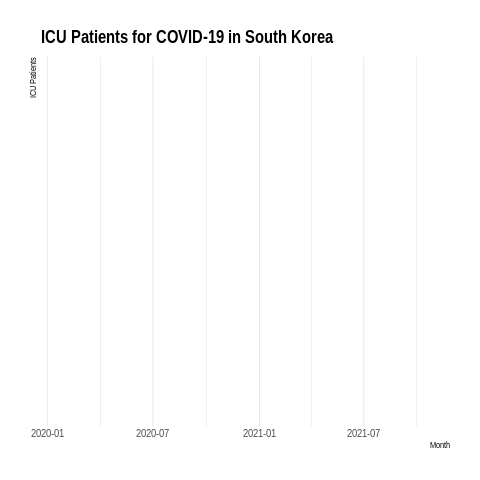 ICU Patients for COVID-19 in South Korea
ICU Patients
2020-01
2020-07
2021-01
2021-07
Month